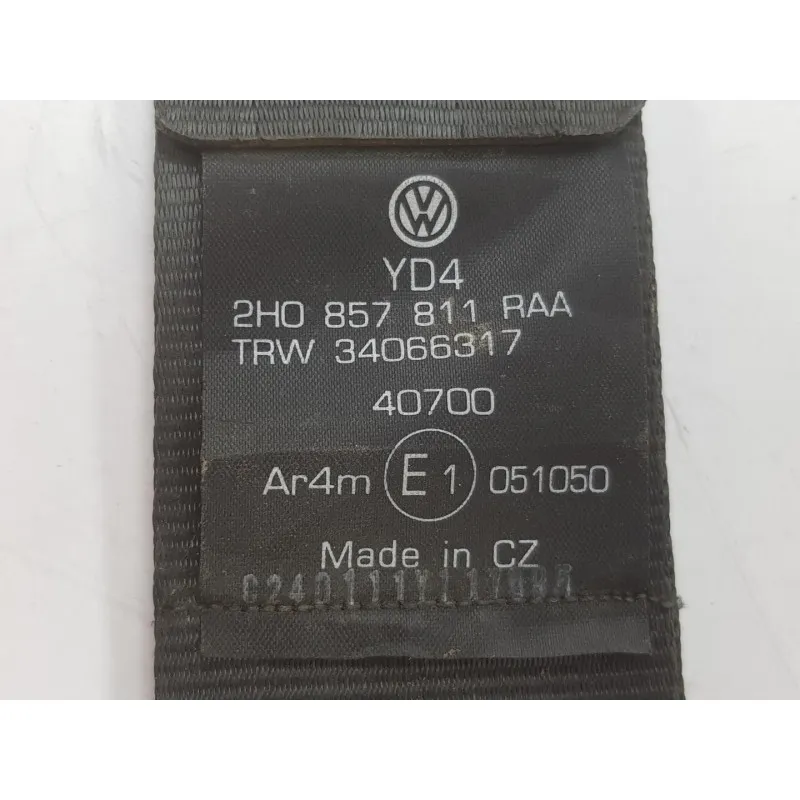 YD4
2H0 857 811 RAA
TRW 34066317
40700
Ar4m E1 051050
Made in CZ